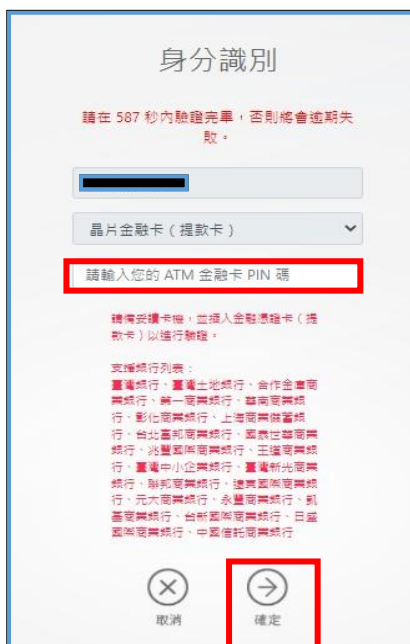 身分識別
請在 587 秒內驗證完畢，否則將會逾期失
敗。
晶片金融卡（提款卡）
請輸入您的 ATM 金融卡 PIN 碼
請備妥讀卡機，並插入金融憑證卡（提
款卡）以進行驗證。
支援銀行列表：
臺灣銀行、臺灣土地銀行、合作金庫商
業銀行、第一商業銀行、華南商業銀
行、彰化商業銀行、上海商業儲蓄銀
行、台北富邦商業銀行、國泰世華商業
銀行、兆豐國際商業銀行、王道商業銀
行、臺灣中小企業銀行、臺灣新光商業
銀行、聯邦商業銀行、遠東國際商業銀
行、元大商業銀行、永豐商業銀行、凱
基商業銀行、台新國際商業銀行、日盛
國際商業銀行、中國信託商業銀行
取消
確定